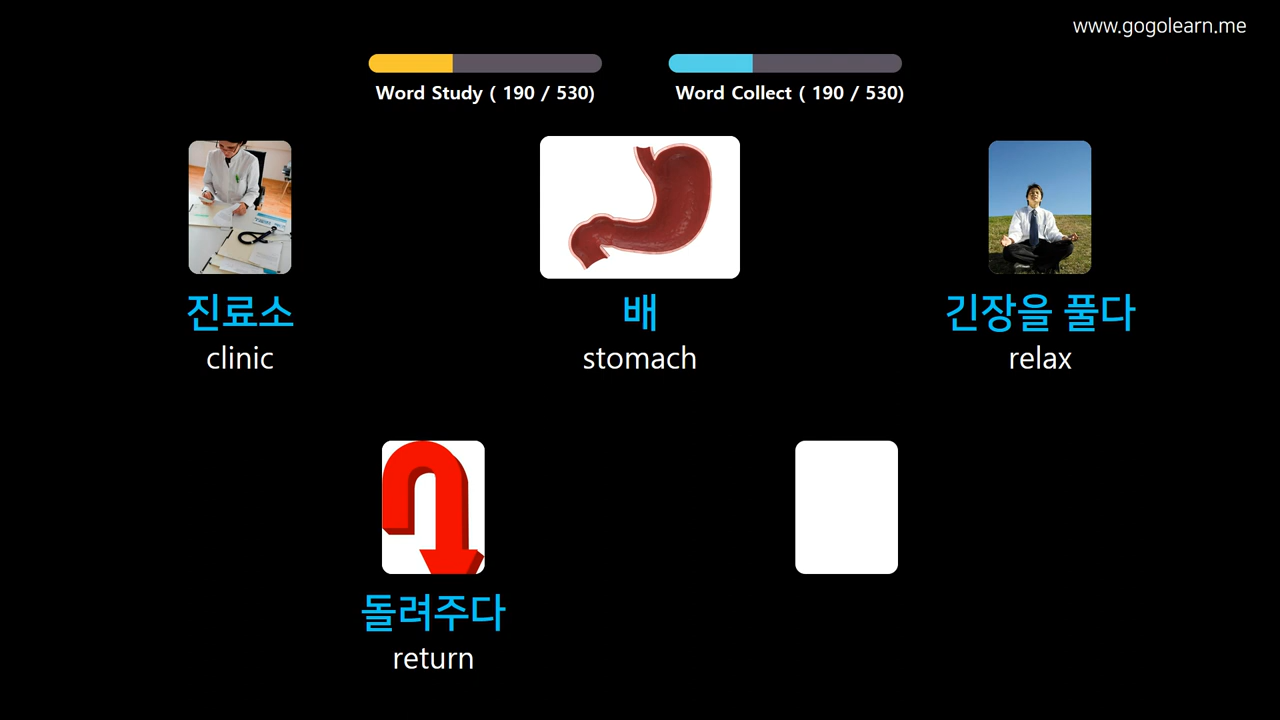 www.gogolearn.me
Word Study ( 190 / 530)
Word Collect ( 190 / 530)
진료소
clinic
배
stomach
긴장을 풀다
relax
돌려주다
return